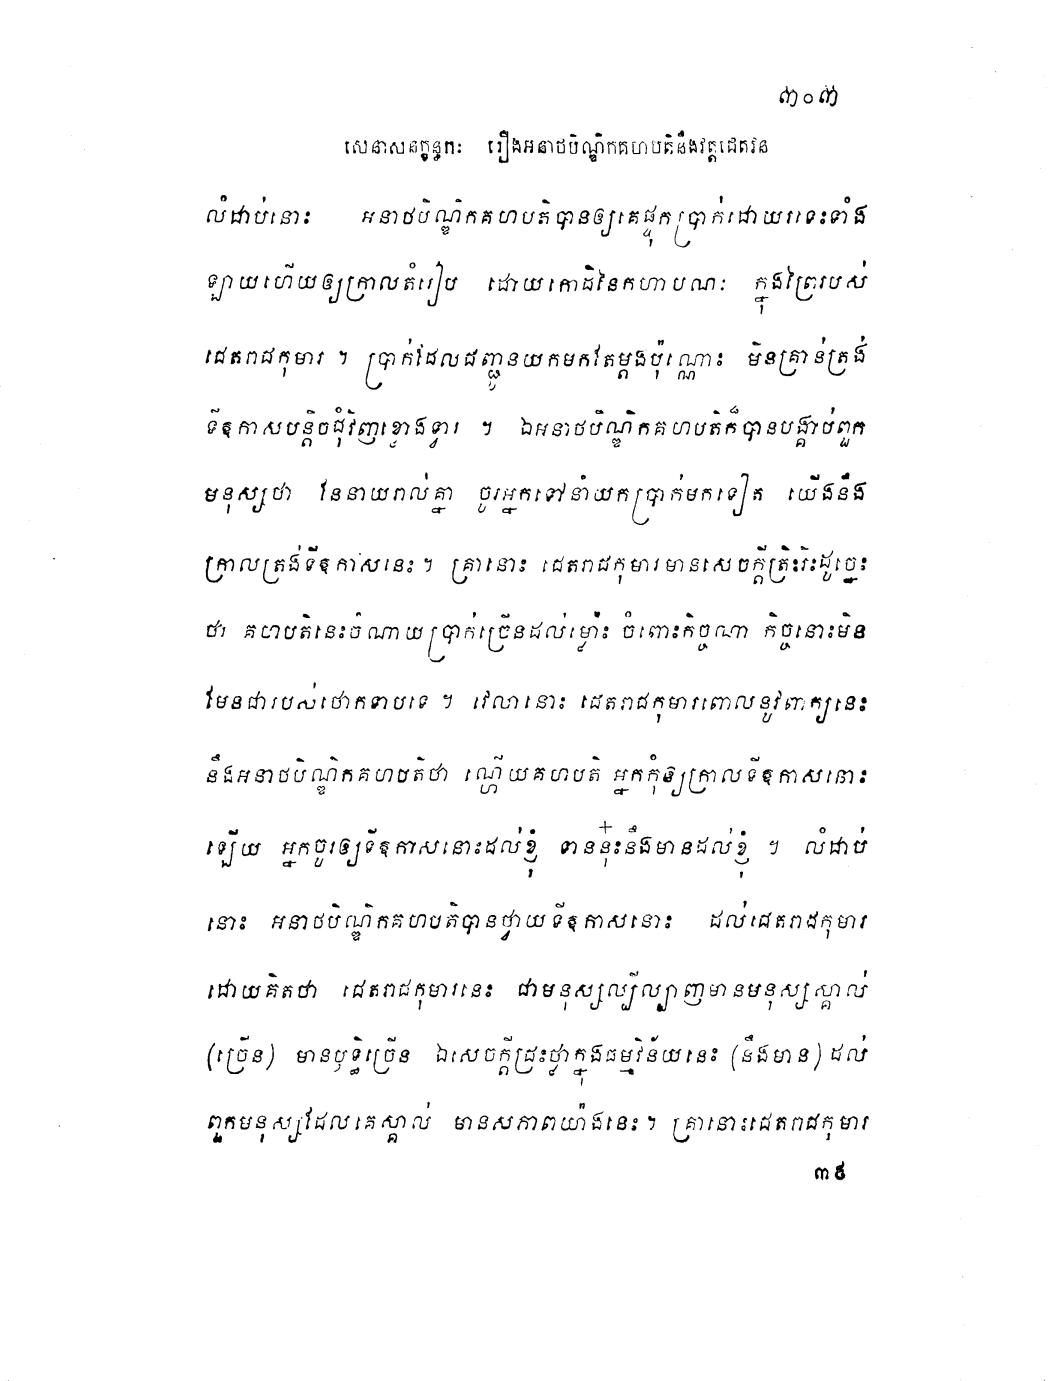 ៣០៣
សេនាសនក្ខន្ធកៈ រឿងអនាថបិណ្ឌិកគហបតិនឹងវត្តជេតវន
លំដាប់នោះ អនាថបិណ្ឌិកគហបតិបានឲ្យគេផ្ទុកប្រាក់ដោយរទេះទាំង
ឡាយហើយឲ្យក្រាលតំរៀប ដោយកោដិនៃកហាបណៈ ក្នុងព្រៃរបស់
ជេតរាជកុមារ ។ ប្រាក់ដែលជញ្ជូនយកមកតែម្តងប៉ុណ្ណោះ មិនគ្រាន់ត្រង់
ទីឱកាសបន្តិចជុំវិញខ្លោងទ្វារ ។ ឯអនាថបិណ្ឌិកគហបតិក៏បានបង្គាប់ពួក
មនុស្សថា នែនាយរាល់គ្នា ចូរអ្នកទៅនាំយកប្រាក់មកទៀត យើងនឹង
ក្រាលត្រង់ទីឱកាសនេះ ។ គ្រានោះ ជេតរាជកុមារមានសេចក្តីត្រិះរិះដូច្នេះ
ថា គហបតិនេះចំណាយប្រាក់ច្រើនដល់ម្ល៉ោះ ចំពោះកិច្ចណា កិច្ចនោះមិន
មែនជារបស់ថោកទាបទេ ។ វេលានោះ ជេតរាជកុមារពោលនូវពាក្យនេះ
នឹងអនាថបិណ្ឌិកគហបតិថា ណ្ហើយគហបតិ អ្នកកុំឲ្យក្រាលទីឱកាសនោះ
ឡើយ អ្នកចូរឲ្យទីឱកាសនោះដល់ខ្ញុំ ទាននុ៎ះនឹងមានដល់ខ្ញុំ ។ លំដាប់
នោះ អនាថបិណ្ឌិកគហបតិបានថ្វាយទីឱកាសនោះ ដល់ជេតរាជកុមារ
ដោយគិតថា ជេតរាជកុមារនេះ ជាមនុស្សល្បីល្បាញមានមនុស្សស្គាល់
(ច្រើន) មានឫទ្ធិច្រើន ឯសេចក្តីជ្រះថ្លាក្នុងធម្មវិន័យនេះ (នឹងមាន) ដល់
ពួកមនុស្សដែលគេស្គាល់ មានសភាពយ៉ាងនេះ ។ គ្រានោះជេតរាជកុមារ
៣៩